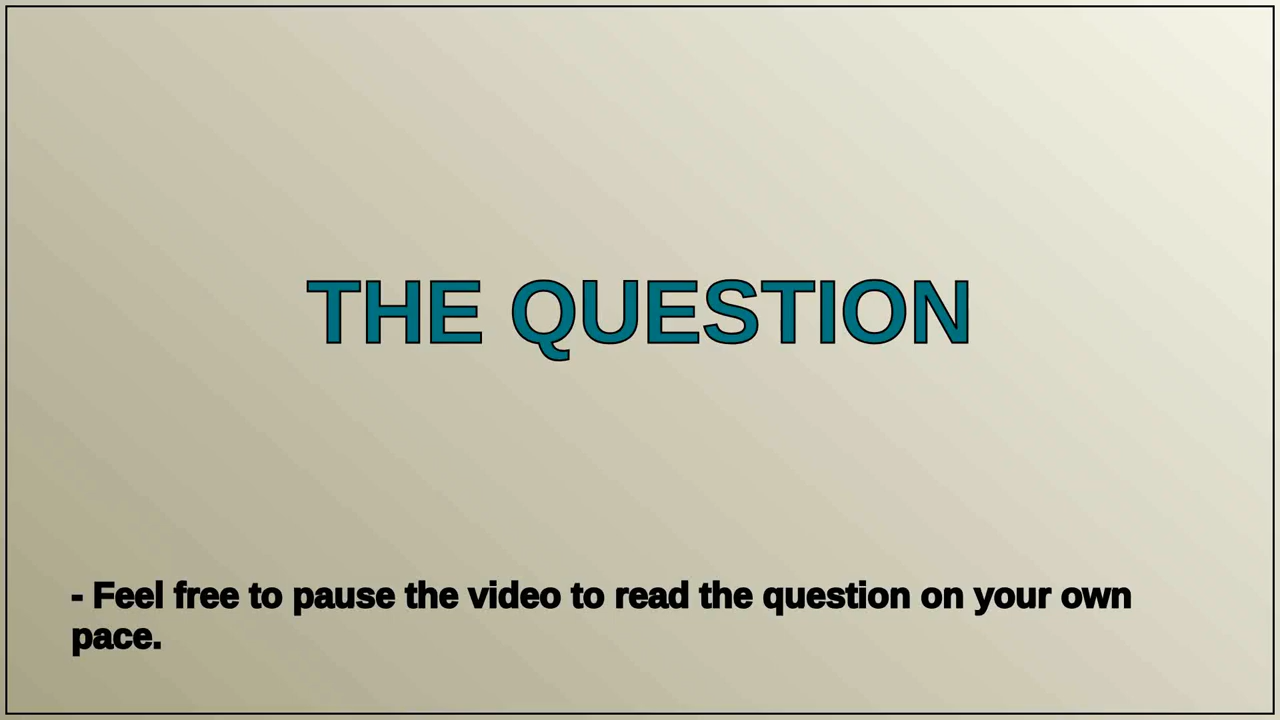 THE QUESTION
- Feel free to pause the video to read the question on your own
pace.